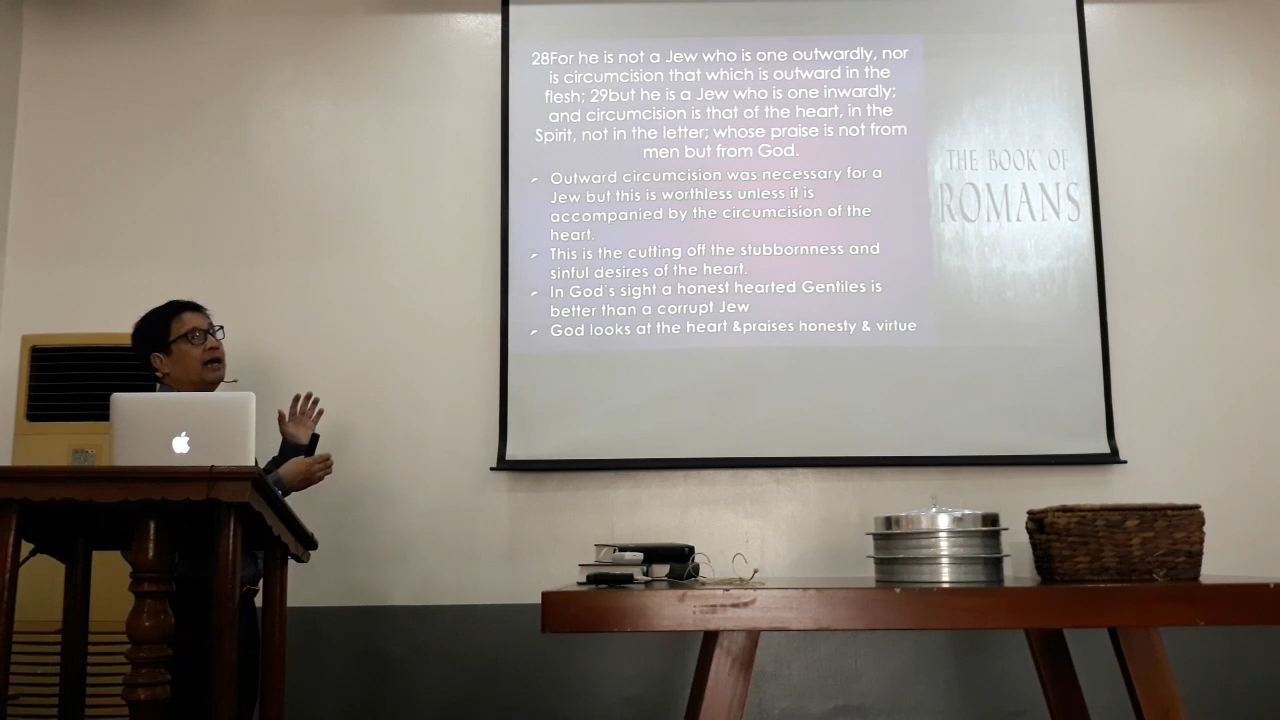 28For he is not a Jew who is one outwardly, nor
is circumcision that which is outward in the
flesh; 29but he is a Jew who is one inwardly;
and circumcision is that of the heart, in the
Spirit, not in the letter; whose praise is not from
men but from God.
Outward circumcision was necessary for a
Jew but this is worthless unless it is
accompanied by the circumcision of the
heart.
This is the cutting off the stubbornness and
sinful desires of the heart.
In God's sight a honest hearted Gentiles is
better than a corrupt Jew
God looks at the heart &praises honesty & virtue
THE BOOK OF
ROMANS